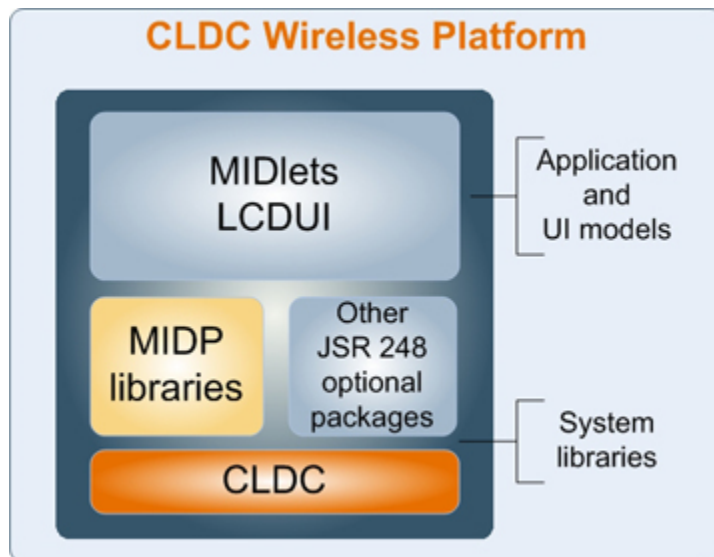 CLDC Wireless Platform
MIDlets
LCDUI
Application
and
UI models
MIDP
libraries
Other
JSR 248
optional
packages
System
libraries
CLDC